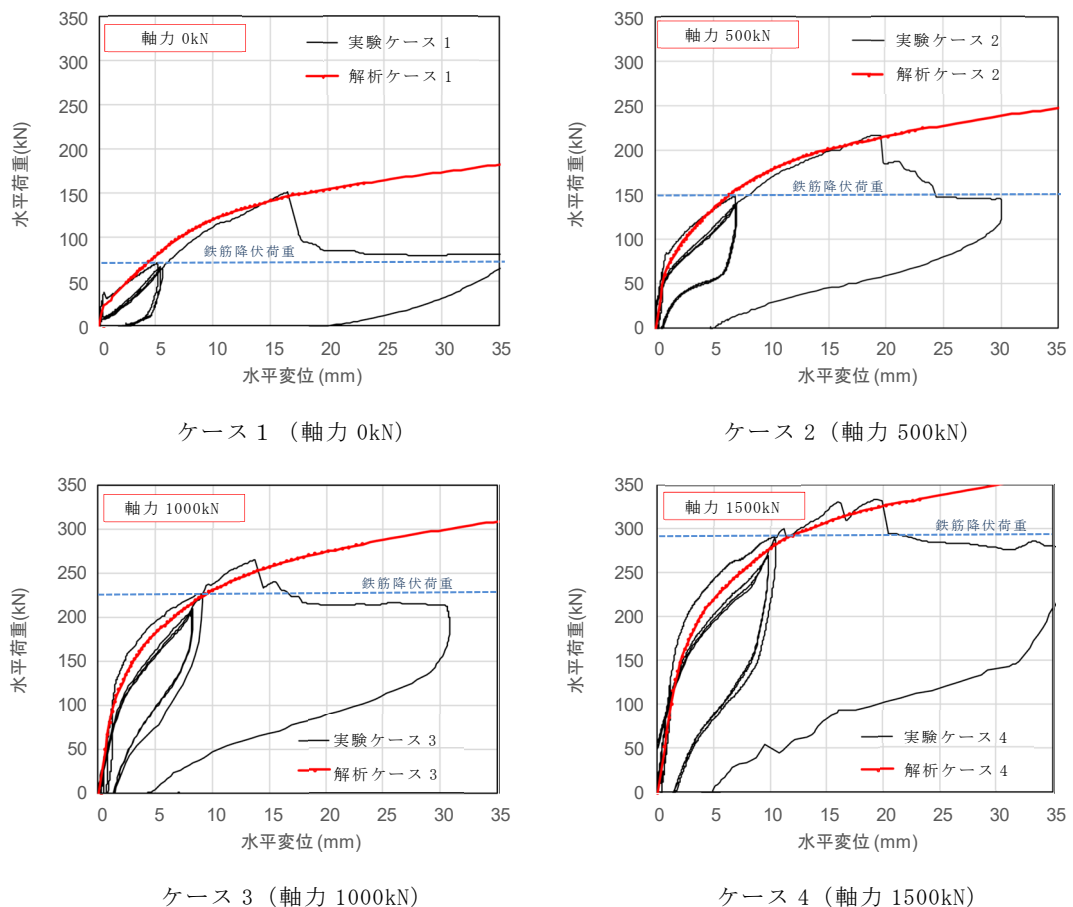 軸力 0kN
実験ケース1
解析ケース1
350
300
250
200
150
100
50
0
水平荷重(kN)
鉄筋降伏荷重
0 5 10 15 20 25 30 35
水平変位 (mm)
ケース 1 (軸力 0kN)
軸力 500kN
実験ケース2
解析ケース2
350
300
250
200
150
100
50
0
水平荷重(kN)
鉄筋降伏荷重
0 5 10 15 20 25 30 35
水平変位 (mm)
ケース 2 (軸力 500kN)
軸力 1000kN
350
300
250
200
150
100
50
0
水平荷重(kN)
鉄筋降伏荷重
実験ケース3
解析ケース3
0 5 10 15 20 25 30 35
水平変位 (mm)
ケース 3 (軸力 1000kN)
軸力 1500kN
350
300
250
200
150
100
50
0
水平荷重(kN)
鉄筋降伏荷重
実験ケース4
解析ケース4
0 5 10 15 20 25 30 35
水平変位 (mm)
ケース 4 (軸力 1500kN)